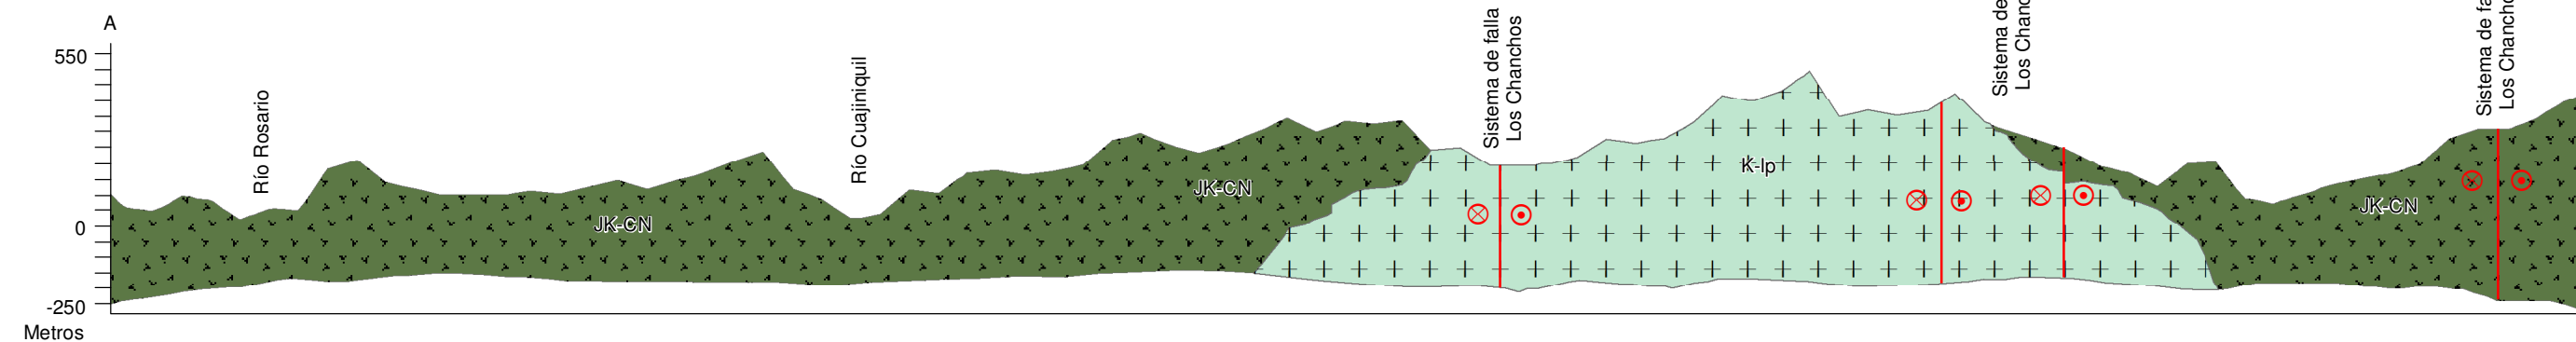 A
550
0
-250
Metros
Río Rosario
Río Cuajiniquil
Sistema de falla
Los Chanchos
Sistema de
Los Chanc
Sistema de fa
Los Chancho
JK-CN
JK-CN
K-Ip
JK-CN